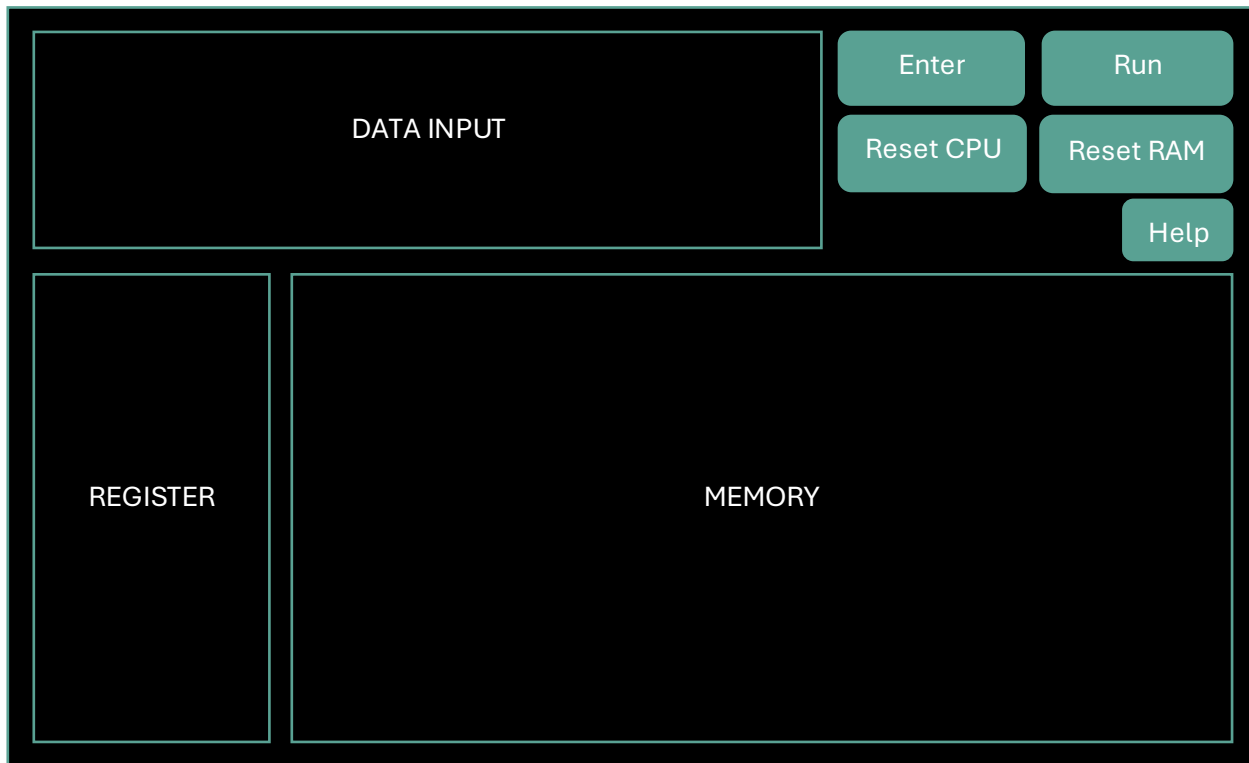 DATA INPUT
Enter
Run
Reset CPU
Reset RAM
Help
REGISTER
MEMORY